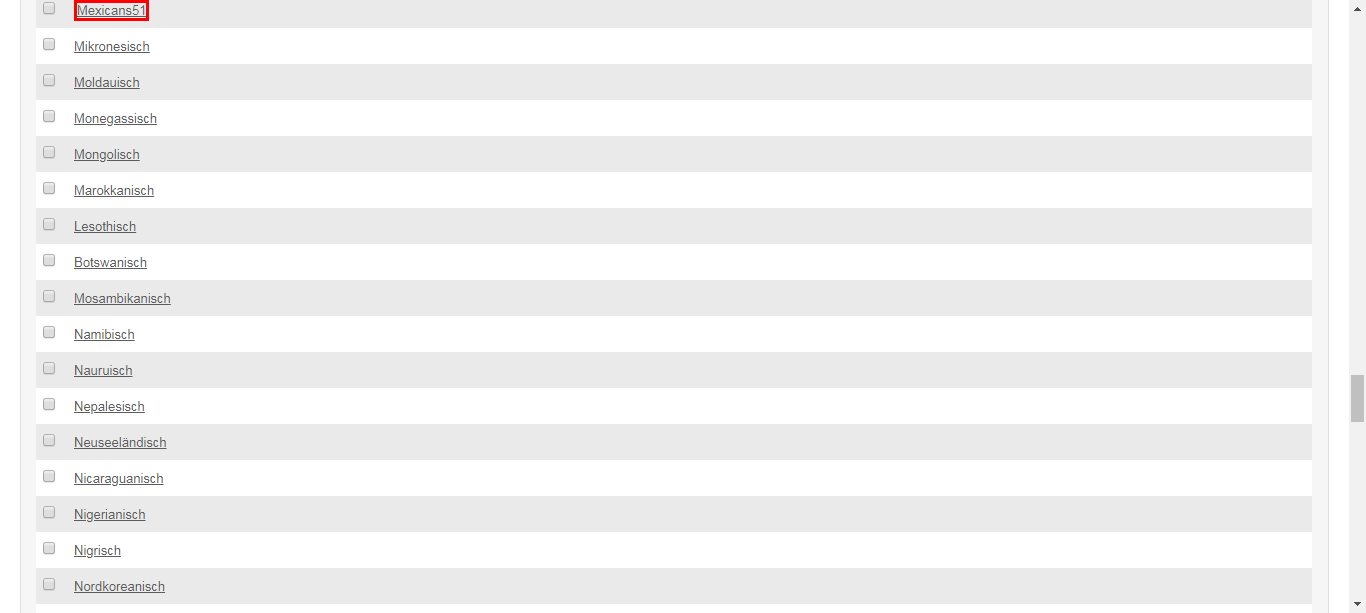 Mexicans51
Mikronesisch
Moldauisch
Monegassisch
Mongolisch
Marokkanisch
Lesothisch
Botswanisch
Mosambikanisch
Namibisch
Nauruisch
Nepalesisch
Neuseeländisch
Nicaraguanisch
Nigerianisch
Nigrisch
Nordkoreanisch